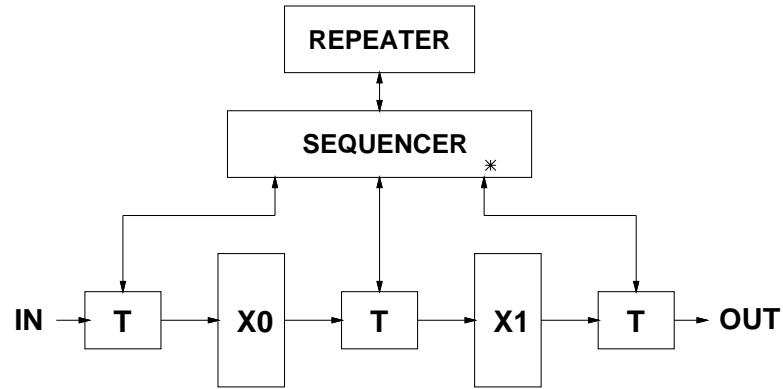 REPEATER
SEQUENCER
*
IN T X0 T X1 T OUT